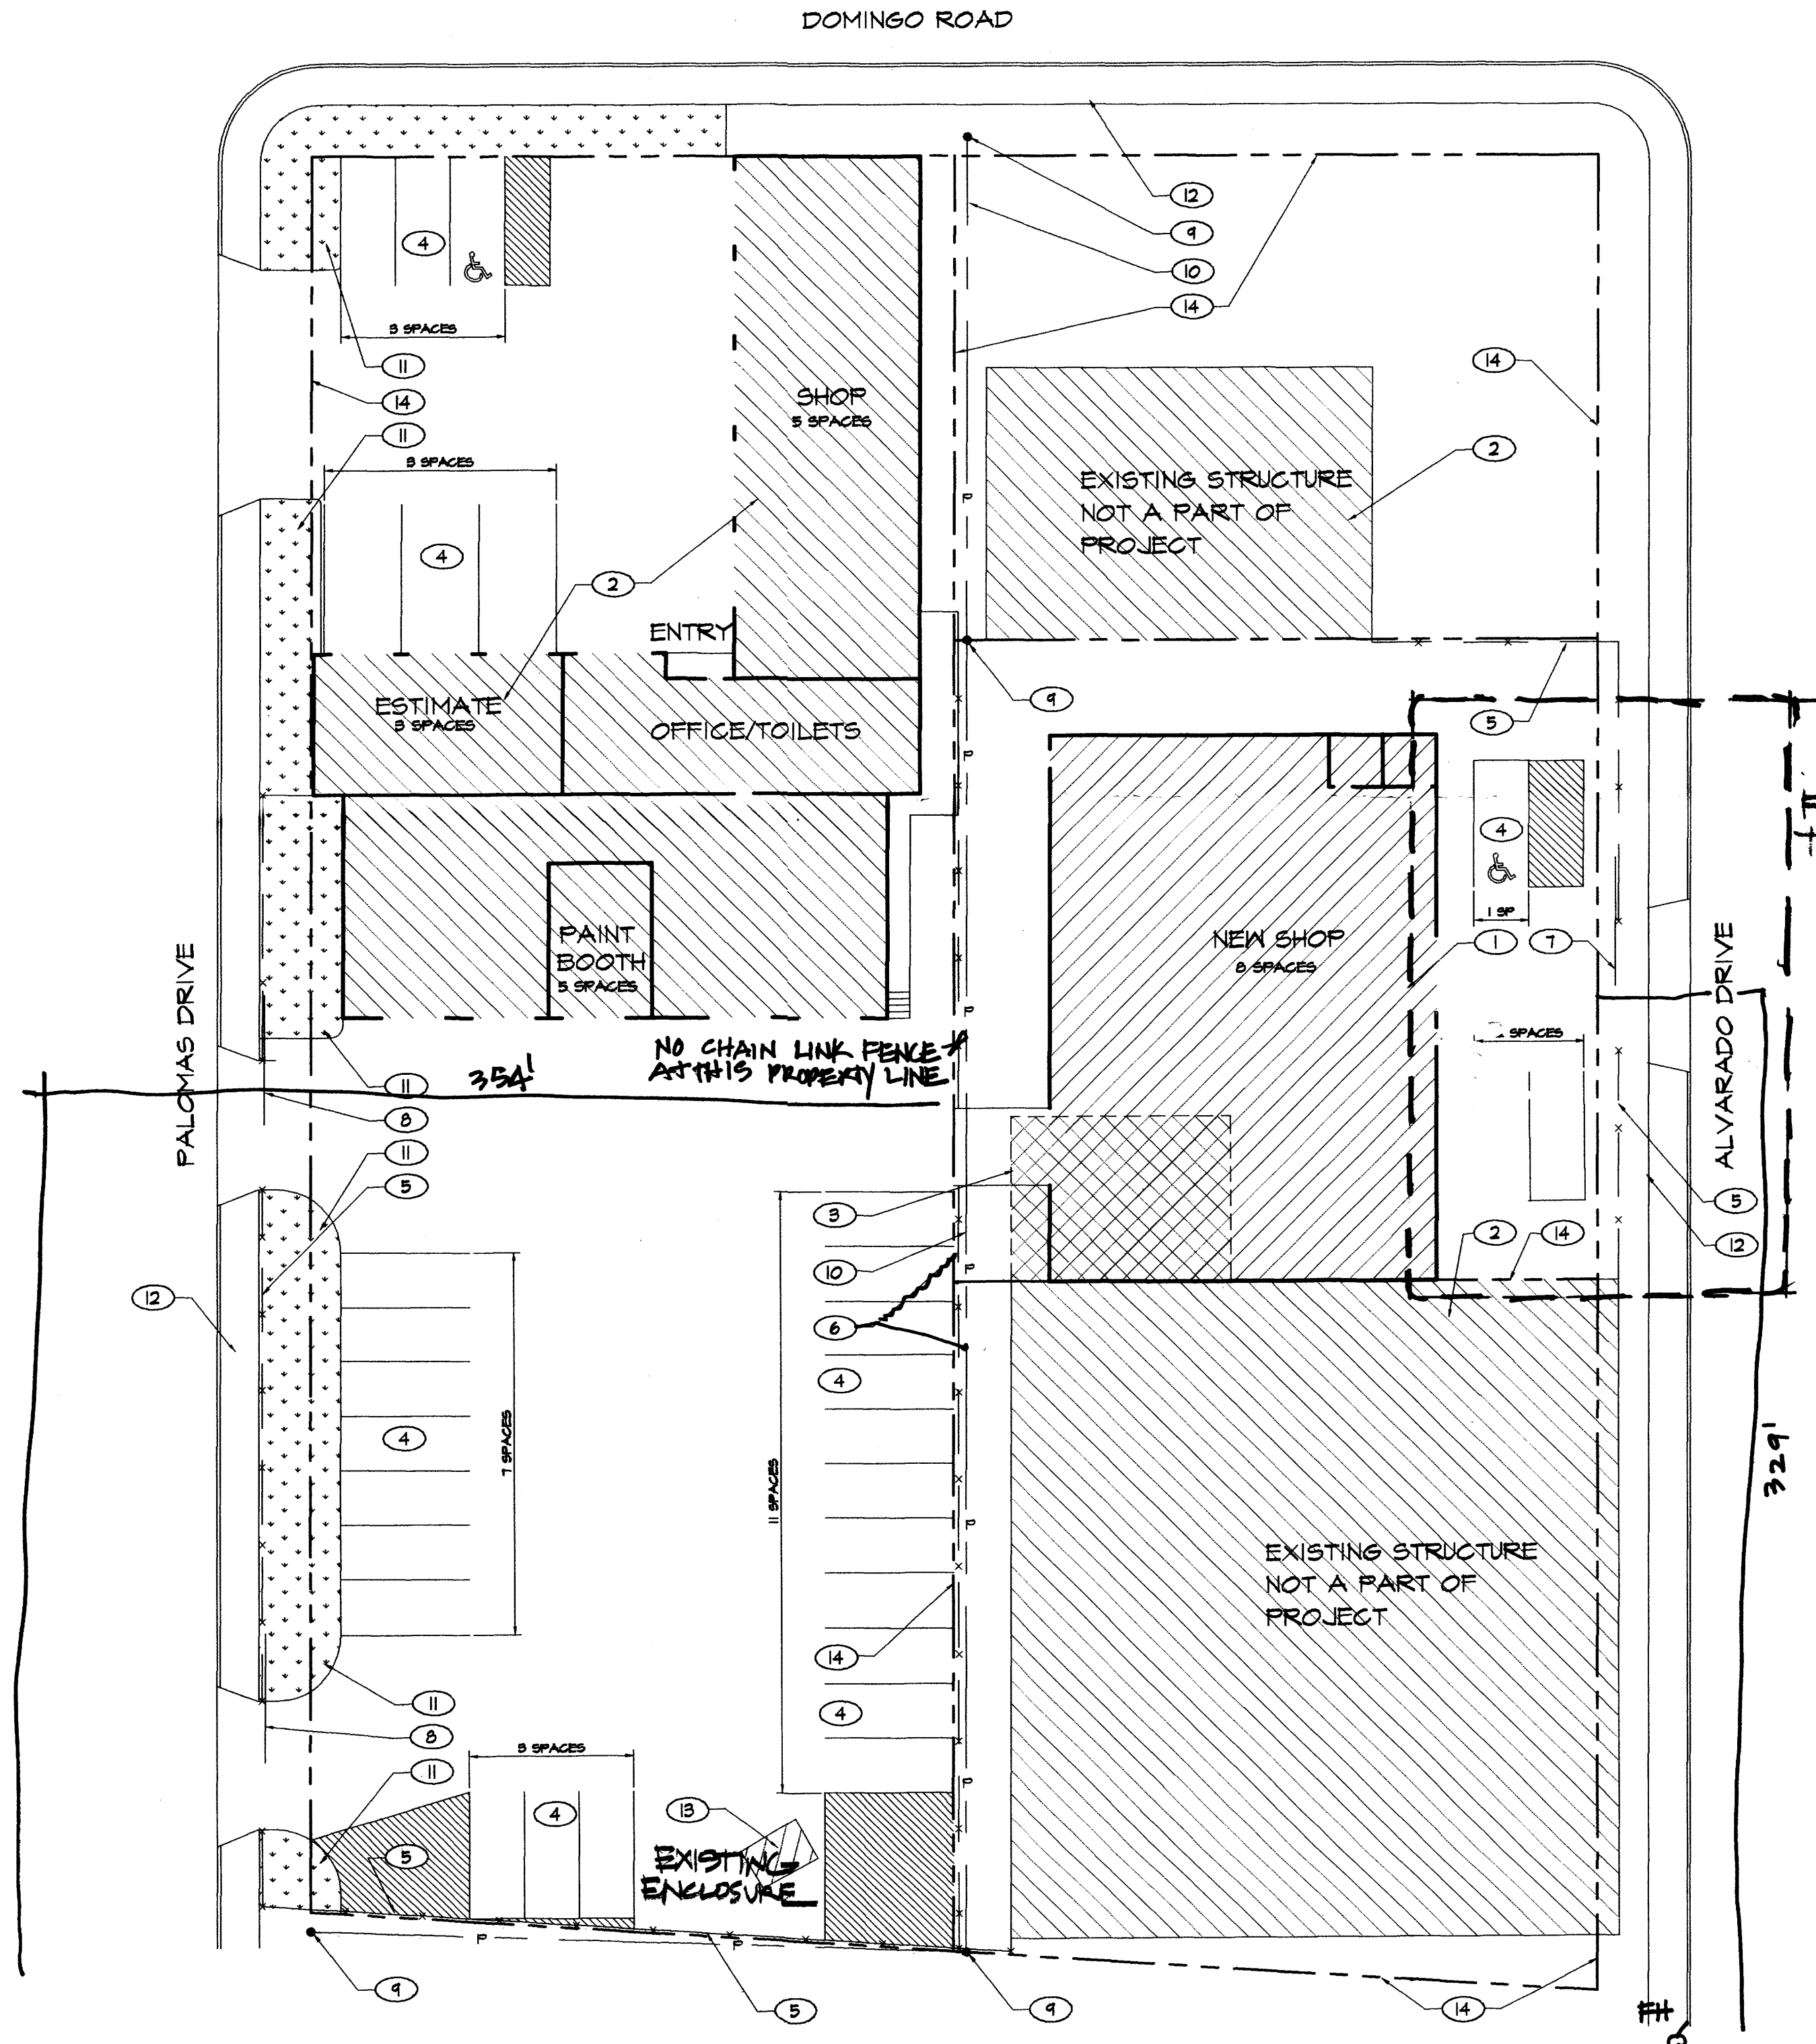 DOMINGO ROAD
12
9
10
14
4
3 SPACES
11
14
11
3 SPACES
4
SHOP
5 SPACES
14
2
EXISTING STRUCTURE
NOT A PART OF
PROJECT
P
2
ENTRY
ESTIMATE
3 SPACES
OFFICE/TOILETS
9
5
P
4
1 SP
1
7
NEW SHOP
8 SPACES
PAINT
BOOTH
5 SPACES
PALOMAS DRIVE
ALVARADO DRIVE
P
SPACES
NO CHAIN LINK FENCE
AT THIS PROPERTY LINE
354'
11
8
11
5
3
10
P
6
4
5
12
2
14
12
4
7 SPACES
11 SPACES
329'
P
EXISTING STRUCTURE
NOT A PART OF
PROJECT
14
4
11
8
11
3 SPACES
4
13
P
5
EXISTING
ENCLOSURE
P
P
9
5
9
14
FH